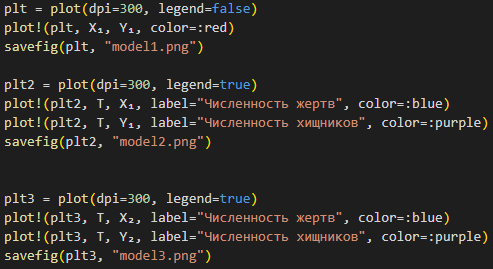 plt = plot(dpi=300, legend=false)
plot!(plt, X₁, Y₁, color=:red)
savefig(plt, "model1.png")
plt2 = plot(dpi=300, legend=true)
plot!(plt2, T, X₁, label="Численность жертв", color=:blue)
plot!(plt2, T, Y₁, label="Численность хищников", color=:purple)
savefig(plt2, "model2.png")
plt3 = plot(dpi=300, legend=true)
plot!(plt3, T, X₂, label="Численность жертв", color=:blue)
plot!(plt3, T, Y₂, label="Численность хищников", color=:purple)
savefig(plt3, "model3.png")